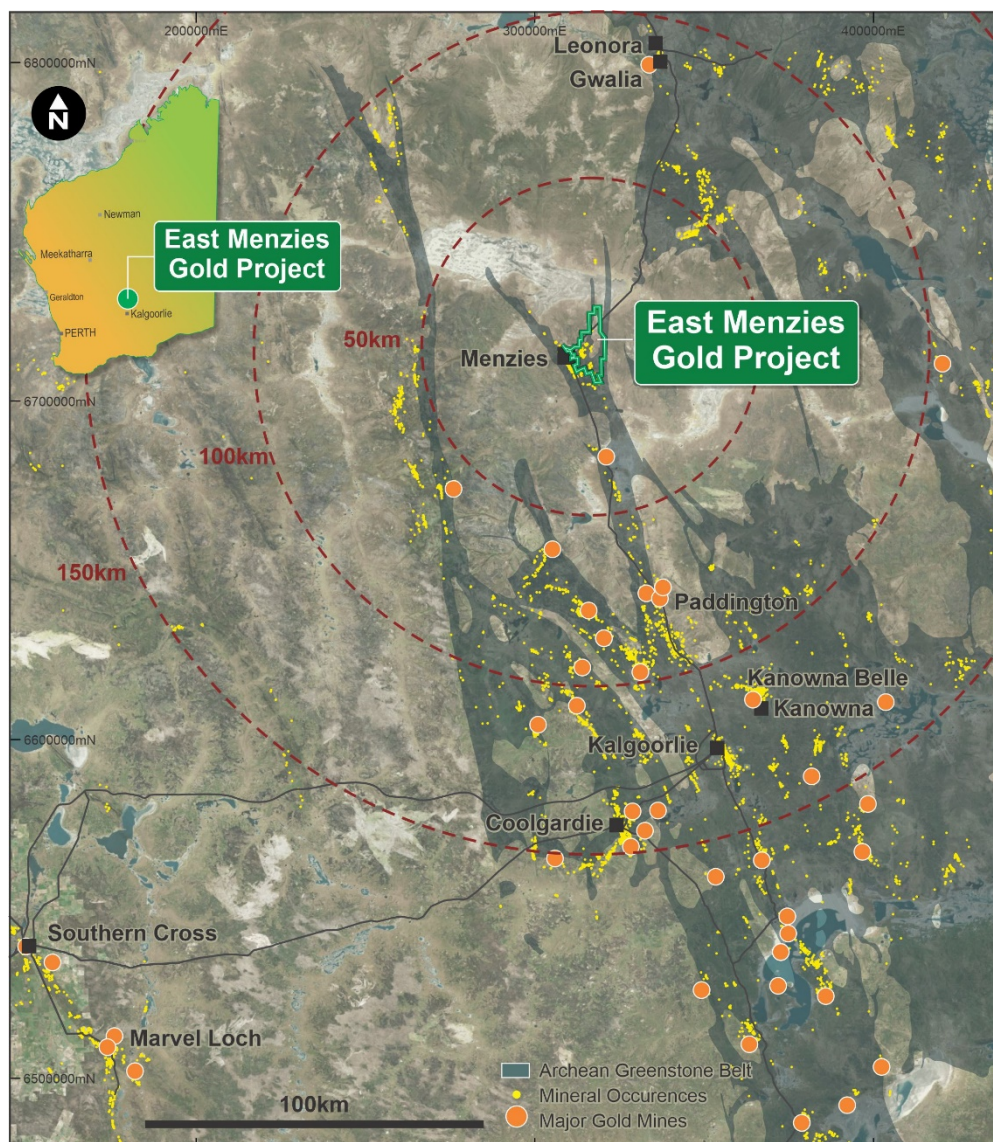 200000mE
300000mE
400000mE
Leonora
6800000mN
Gwalia
N
Newman
East Menzies
Gold Project
Meekatharra
Geraldton
Kalgoorlie
PERTH
50km
East Menzies
Gold Project
Menzies
6700000mN
100km
150km
Paddington
Kanowna Belle
Kanowna
6600000mN
Kalgoorlie
Coolgardie
Southern Cross
Marvel Loch
Archean Greenstone Belt
6509000mN
Mineral Occurences
100km
Major Gold Mines